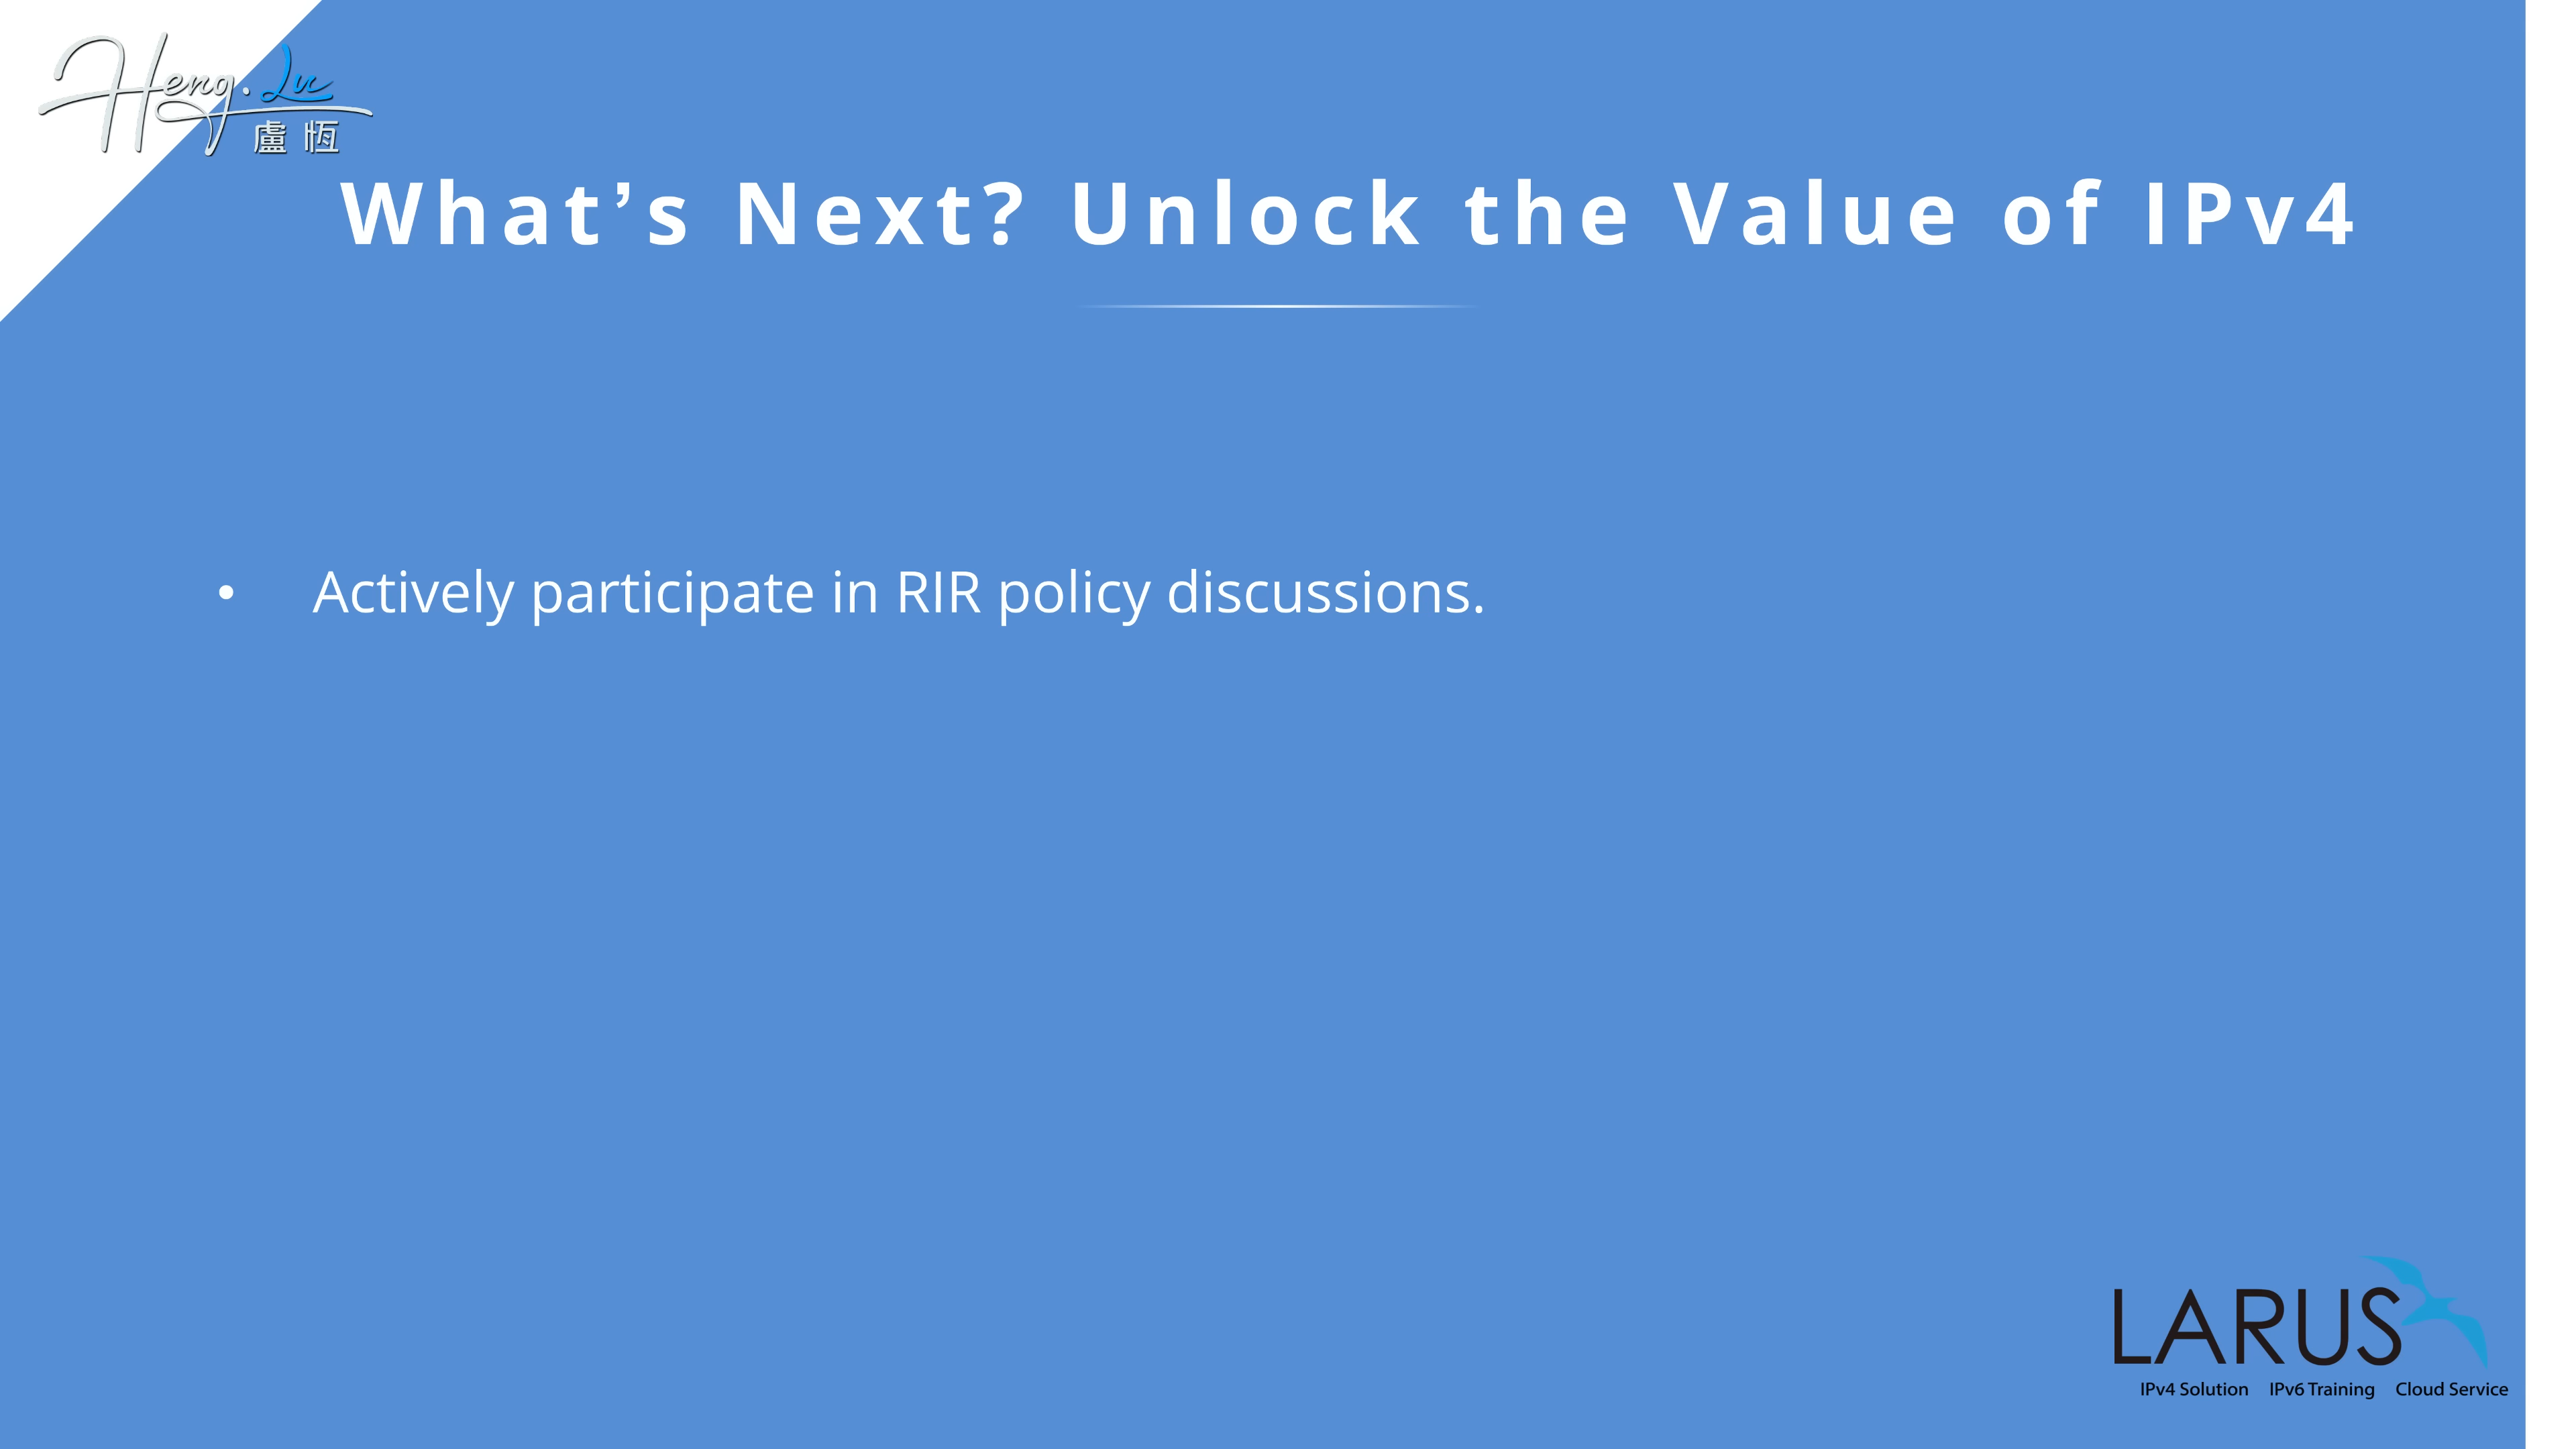 Heng.Lu
盧恆
What’s Next? Unlock the Value of IPv4
• Actively participate in RIR policy discussions.
LARUS
IPv4 Solution IPv6 Training Cloud Service